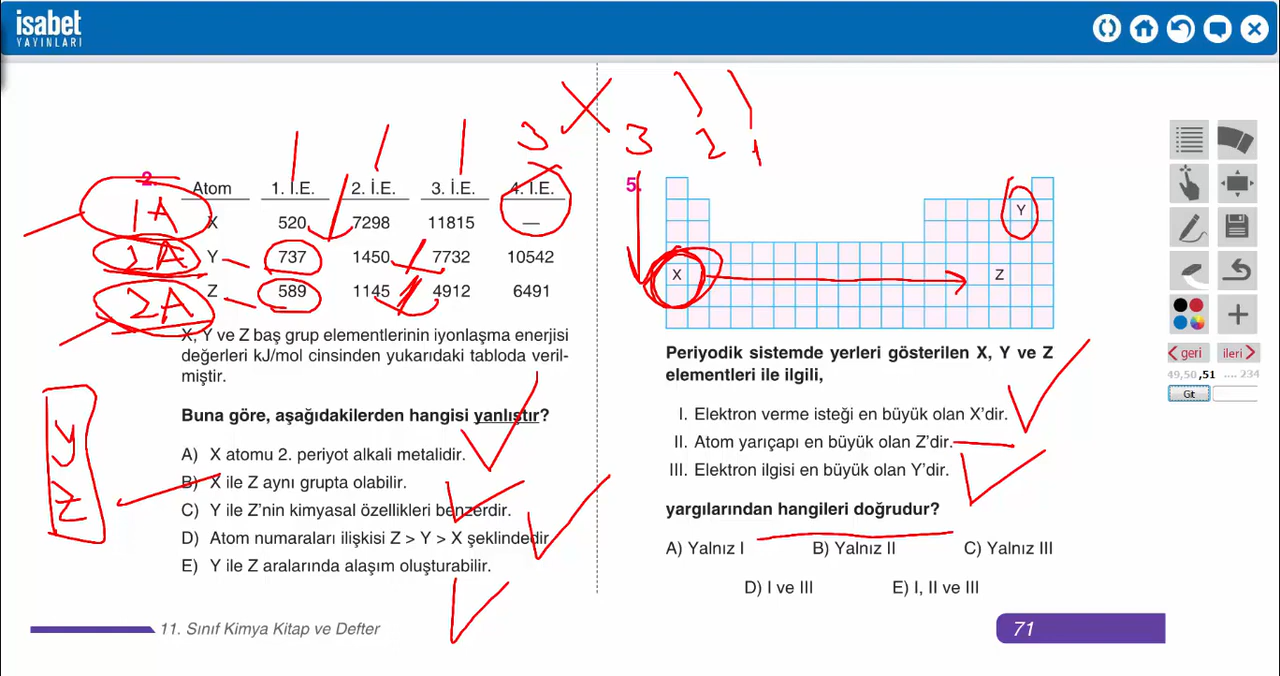 isabet
YAYINLARI
3 3 2 1
2. Atom 1. İ.E. 2. İ.E. 3. İ.E. 4. İ.E.
1A X 520 7298 11815 —
2A Y 737 1450 7732 10542
2A Z 589 1145 4912 6491
X, Y ve Z baş grup elementlerinin iyonlaşma enerjisi
değerleri kJ/mol cinsinden yukarıdaki tabloda veril-
miştir.
Buna göre, aşağıdakilerden hangisi yanlıştır?
A) X atomu 2. periyot alkali metalidir.
B) X ile Z aynı grupta olabilir.
C) Y ile Z'nin kimyasal özellikleri benzerdir.
D) Atom numaraları ilişkisi Z > Y > X şeklindedir.
E) Y ile Z aralarında alaşım oluşturabilir.
y
Z
11. Sınıf Kimya Kitap ve Defter
5.
Y
X Z
Periyodik sistemde yerleri gösterilen X, Y ve Z
elementleri ile ilgili,
I. Elektron verme isteği en büyük olan X'dir.
II. Atom yarıçapı en büyük olan Z'dir.
III. Elektron ilgisi en büyük olan Y'dir.
yargılarından hangileri doğrudur?
A) Yalnız I B) Yalnız II C) Yalnız III
D) I ve III E) I, II ve III
71
geri ileri
49,50,51 .... 234
Git